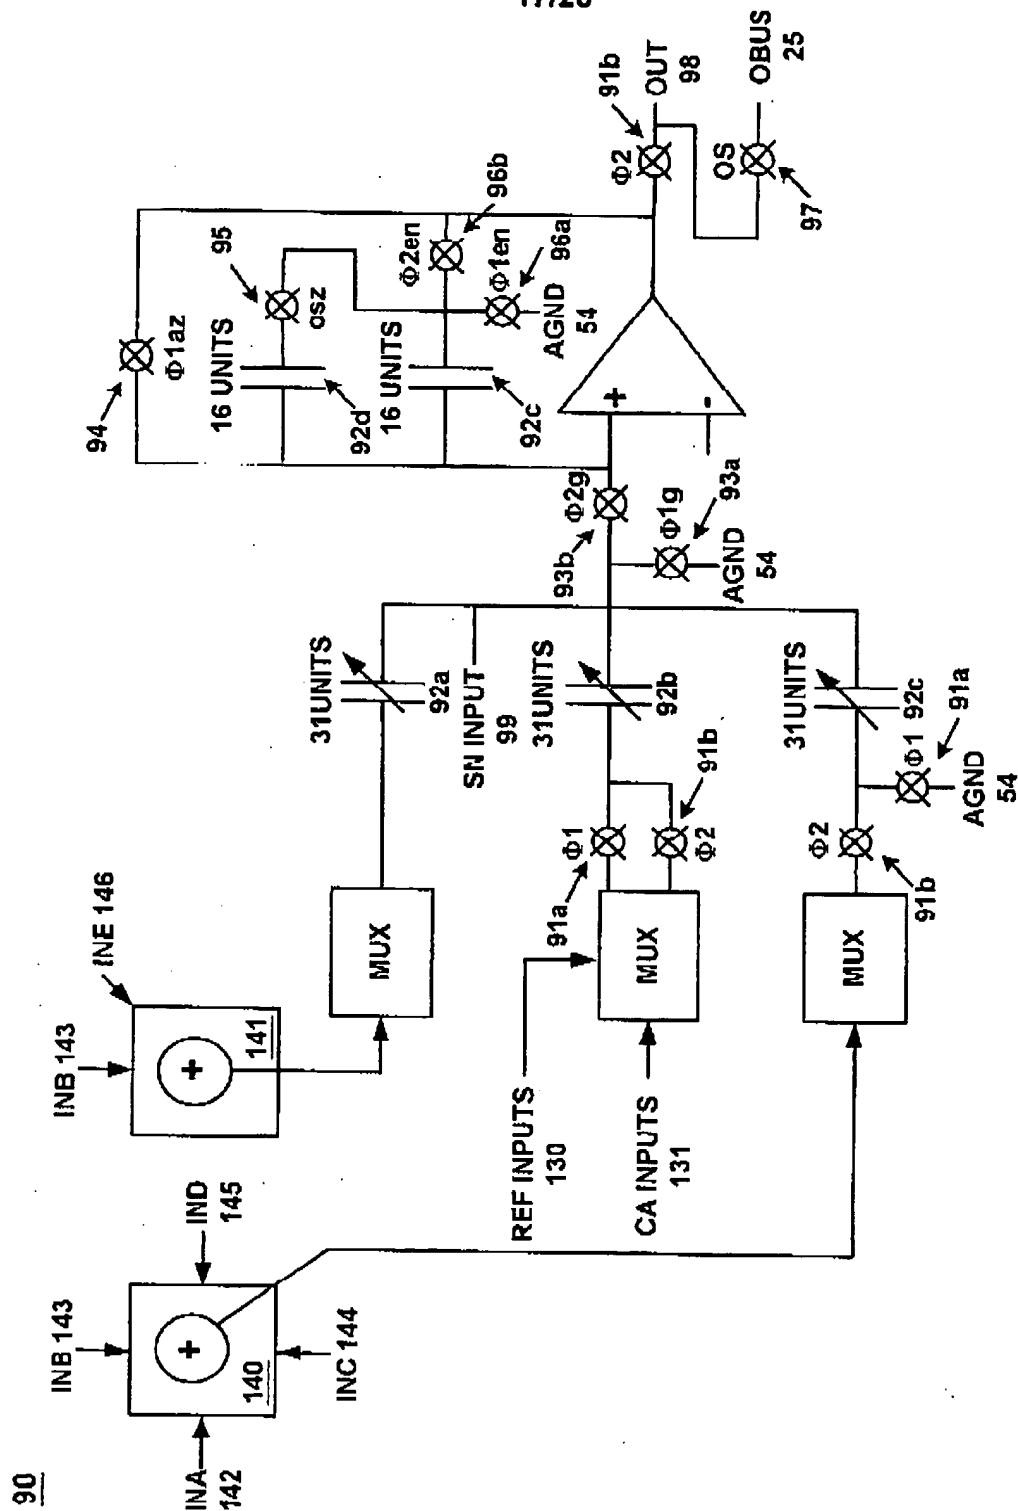 90
INA
142
INB 143
+
140
INC 144
IND
145
INB 143
+
141
INE 146
REF INPUTS
130
CA INPUTS
131
MUX
MUX
MUX
91a
Φ1
Φ2
91b
Φ2
91b
Φ1
91a
AGND
54
31UNITS
92a
SN INPUT
99
31UNITS
92b
31UNITS
92c
93b
Φ2g
Φ1g
93a
AGND
54
94
Φ1az
16 UNITS
92d
95
osz
16 UNITS
92c
Φ2en
96b
Φ1en
96a
AGND
54
+
-
Φ2
91b
OUT
98
OS
97
OBUS
25